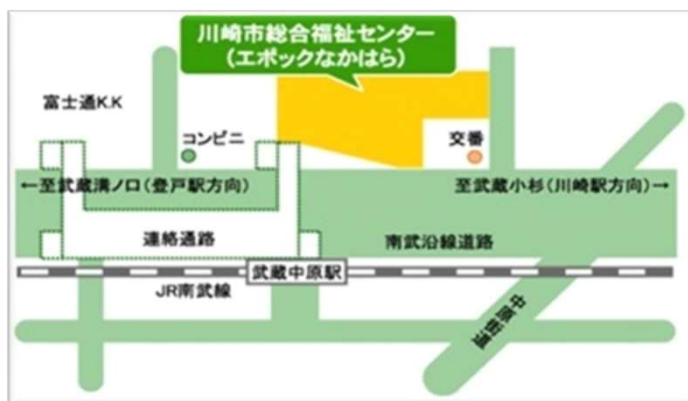 川崎市総合福祉センター
(エポックなかはら)
富士通K.K
コンビニ
交番
←至武蔵溝ノ口(登戸駅方向)
至武蔵小杉(川崎駅方向)→
連絡通路
南武沿線道路
武蔵中原駅
JR南武線
中原街道